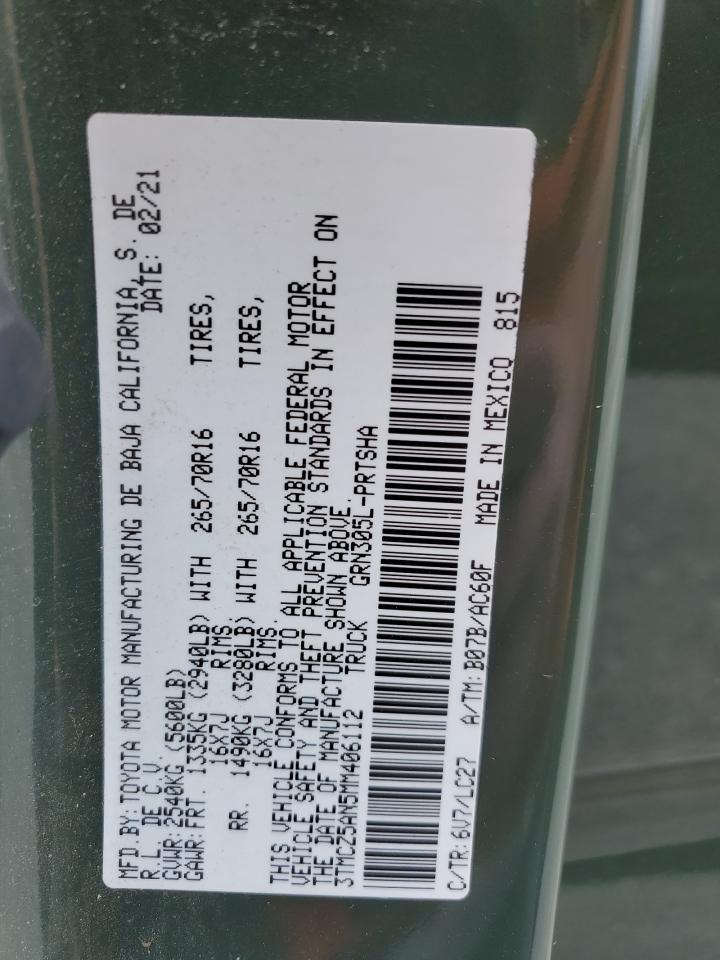 MFD.BY: TOYOTA MOTOR MANUFACTURING DE BAJA CALIFORNIA, S. DE
R.L. DE C.V. DATE: 02/21
GVWR: 2540KG (5600LB)
GAWR: FRT. 1335KG (2940LB) WITH 265/70R16 TIRES,
16X7J RIMS.
RR. 1490KG (3280LB) WITH 265/70R16 TIRES,
16X7J RIMS.
THIS VEHICLE CONFORMS TO ALL APPLICABLE FEDERAL MOTOR
VEHICLE SAFETY AND THEFT PREVENTION STANDARDS IN EFFECT ON
THE DATE OF MANUFACTURE SHOWN ABOVE.
3TMCZ5AN5MM406112 TRUCK GRN305L-PRTSHA
C/TR: 6V7/LC27 A/TM: B07B/AC60F MADE IN MEXICO 815